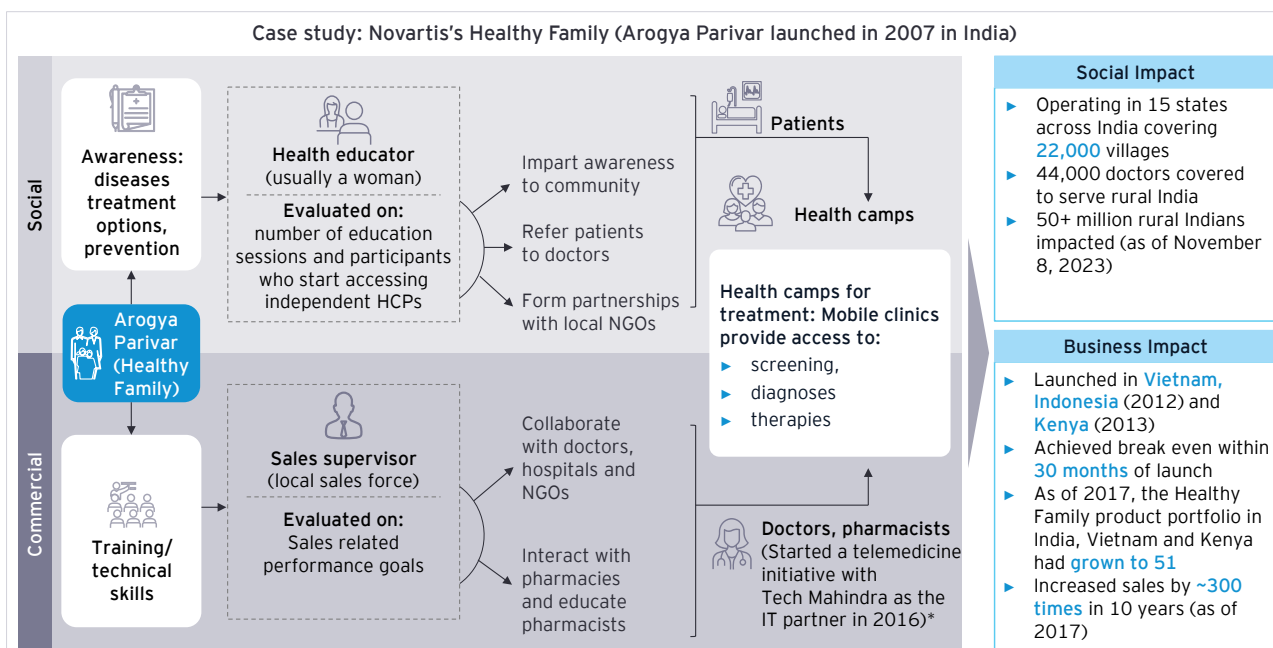 Case study: Novartis's Healthy Family (Arogya Parivar launched in 2007 in India)
Social
Awareness:
diseases
treatment
options,
prevention
Health educator
(usually a woman)
Evaluated on:
number of education
sessions and participants
who start accessing
independent HCPs
Impart awareness
to community
Refer patients
to doctors
Form partnerships
with local NGOs
Patients
Health camps
Health camps for
treatment: Mobile clinics
provide access to:
► screening,
► diagnoses
► therapies
Arogya
Parivar
(Healthy
Family)
Commercial
Training/
technical
skills
Sales supervisor
(local sales force)
Evaluated on:
Sales related
performance goals
Collaborate
with doctors,
hospitals and
NGOs
Interact with
pharmacies
and educate
pharmacists
Doctors, pharmacists
(Started a telemedicine
initiative with
Tech Mahindra as the
IT partner in 2016)*
Social Impact
► Operating in 15 states
across India covering
22,000 villages
► 44,000 doctors covered
to serve rural India
► 50+ million rural Indians
impacted (as of November
8, 2023)
Business Impact
► Launched in Vietnam,
Indonesia (2012) and
Kenya (2013)
► Achieved break even within
30 months of launch
► As of 2017, the Healthy
Family product portfolio in
India, Vietnam and Kenya
had grown to 51
► Increased sales by ~300
times in 10 years (as of
2017)